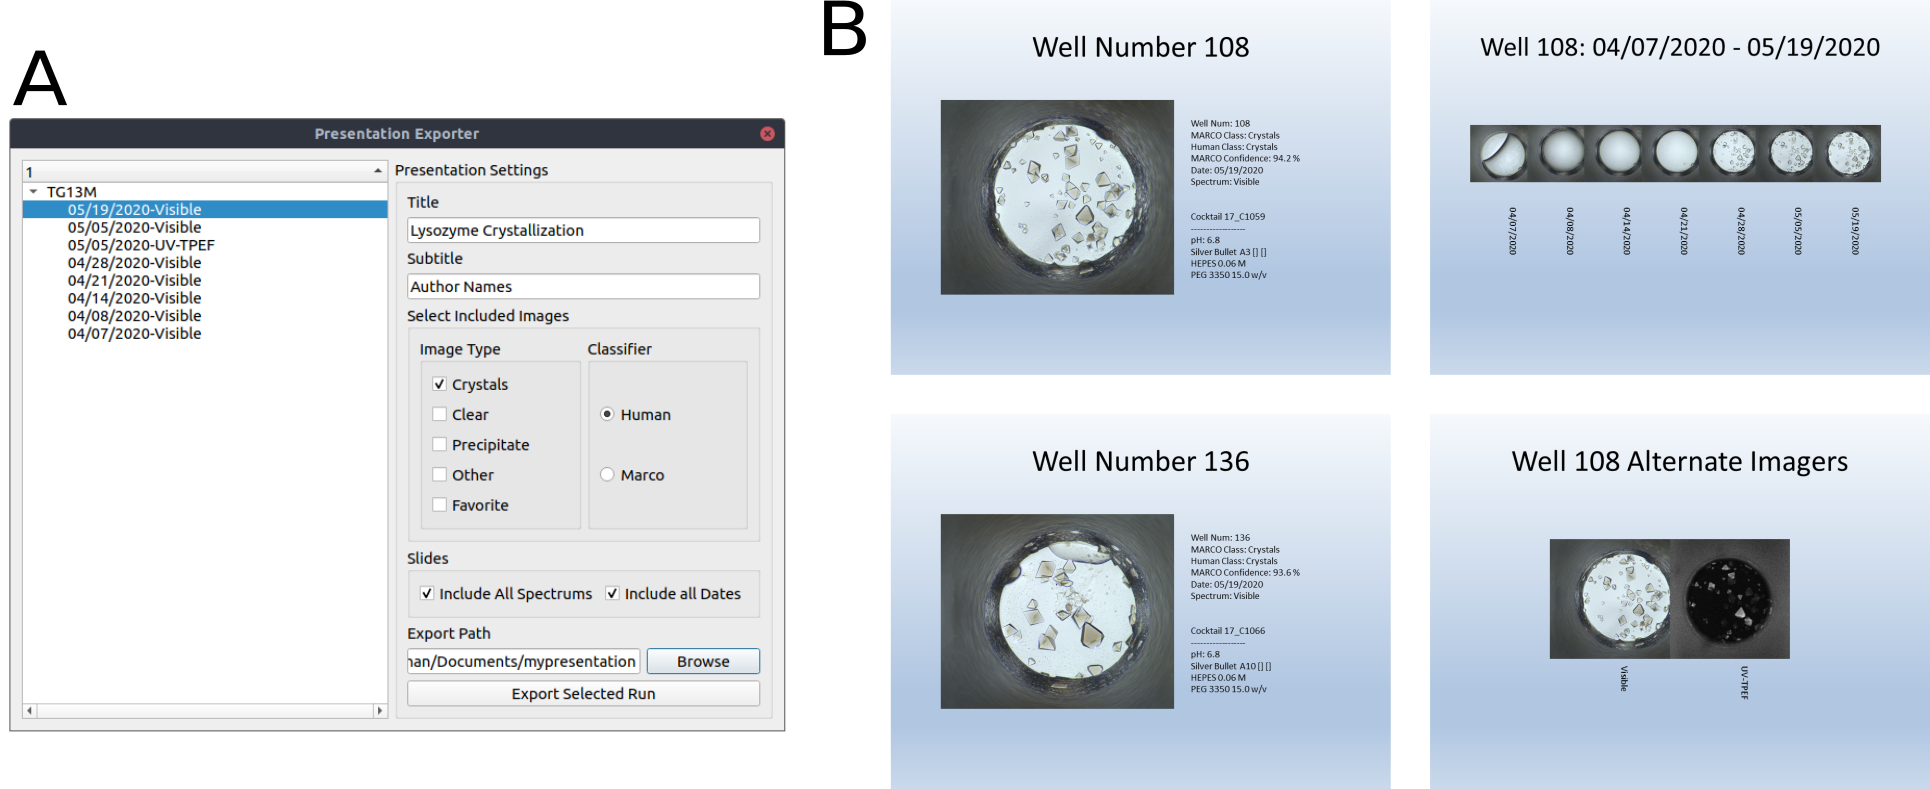 A
Presentation Exporter
1
TG13M
05/19/2020-Visible
05/05/2020-Visible
05/05/2020-UV-TPEF
04/28/2020-Visible
04/21/2020-Visible
04/14/2020-Visible
04/08/2020-Visible
04/07/2020-Visible
Presentation Settings
Title
Lysozyme Crystallization
Subtitle
Author Names
Select Included Images
Image Type
Classifier
Crystals
Clear
Precipitate
Other
Favorite
Human
Marco
Slides
Include All Spectrums
Include all Dates
Export Path
an/Documents/mypresentation
Browse
Export Selected Run
B
Well Number 108
Well Num: 108
MARCO Class: Crystals
Human Class: Crystals
MARCO Confidence: 94.2 %
Date: 05/19/2020
Spectrum: Visible
Cocktail 17_C1059
-------------------
pH: 6.8
Silver Bullet A3 [] []
HEPES 0.06 M
PEG 3350 15.0 w/v
Well 108: 04/07/2020 - 05/19/2020
04/07/2020
04/08/2020
04/14/2020
04/21/2020
04/28/2020
05/05/2020
05/19/2020
Well Number 136
Well Num: 136
MARCO Class: Crystals
Human Class: Crystals
MARCO Confidence: 93.6 %
Date: 05/19/2020
Spectrum: Visible
Cocktail 17_C1066
-------------------
pH: 6.8
Silver Bullet A10 [] []
HEPES 0.06 M
PEG 3350 15.0 w/v
Well 108 Alternate Imagers
Visible
UV-TPEF